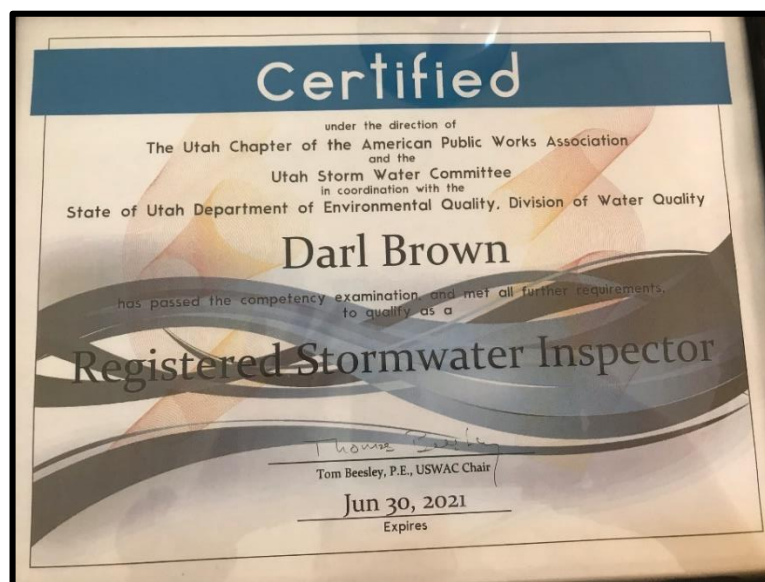 Certified
under the direction of
The Utah Chapter of the American Public Works Association
and the
Utah Storm Water Committee
in coordination with the
State of Utah Department of Environmental Quality, Division of Water Quality
Darl Brown
has passed the competency examination, and met all further requirements,
to qualify as a
Registered Stormwater Inspector
Thomas Beesley
Tom Beesley, P.E., USWAC Chair
Jun 30, 2021
Expires